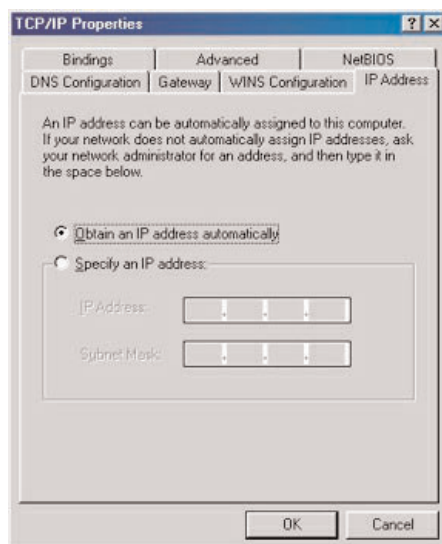 TCP/IP Properties
Bindings
Advanced
NetBIOS
DNS Configuration
Gateway
WINS Configuration
IP Address
An IP address can be automatically assigned to this computer.
If your network does not automatically assign IP addresses, ask
your network administrator for an address, and then type it in
the space below.
Obtain an IP address automatically
Specify an IP address:
IP Address:
Subnet Mask:
OK
Cancel